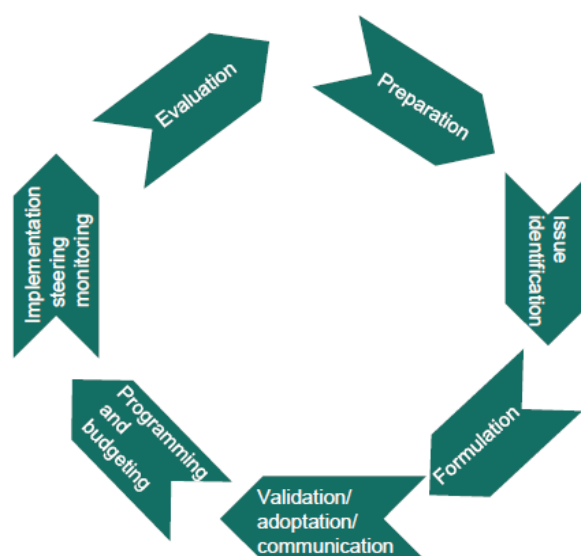 Preparation
Issue
identification
Formulation
Validation/
adoptation/
communication
Programming
and
budgeting
Implementation
steering
monitoring
Evaluation